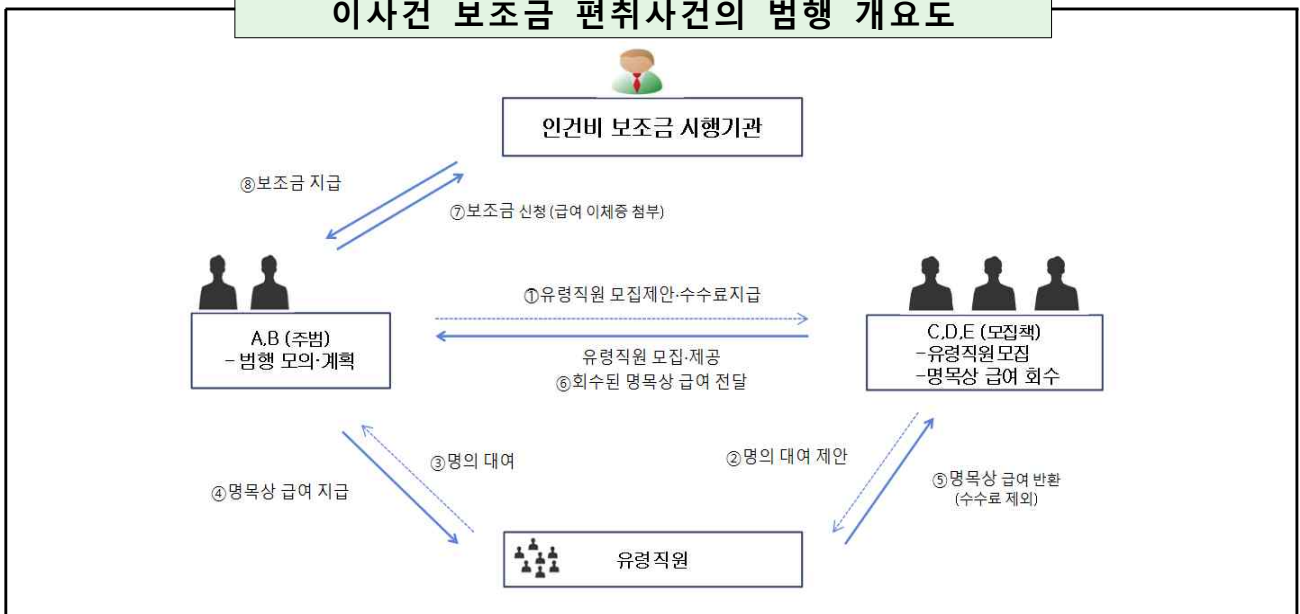 이사건 보조금 편취사건의 범행 개요도
인건비 보조금 시행기관
⑧보조금 지급
⑦보조금 신청(급여 이체증 첨부)
①유령직원 모집제안·수수료지급
A,B (주범)
- 범행 모의·계획
유령직원 모집·제공
⑥회수된 명목상 급여 전달
C,D,E (모집책)
-유령직원 모집
-명목상 급여 회수
③명의 대여
②명의 대여 제안
④명목상 급여 지급
⑤명목상 급여 반환
(수수료 제외)
유령직원